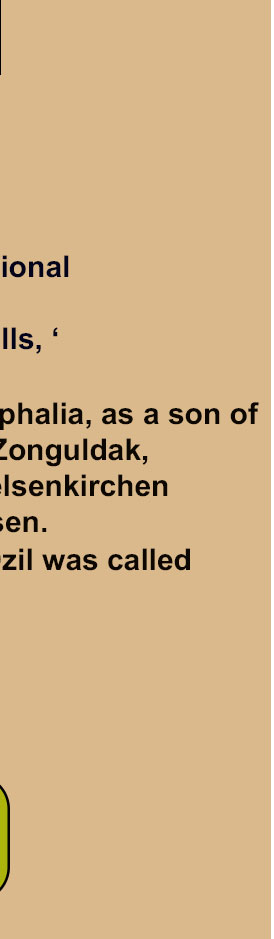 ional
lls, ‘
phalia, as a son of
Zonguldak,
elsenkirchen
sen.
zil was called